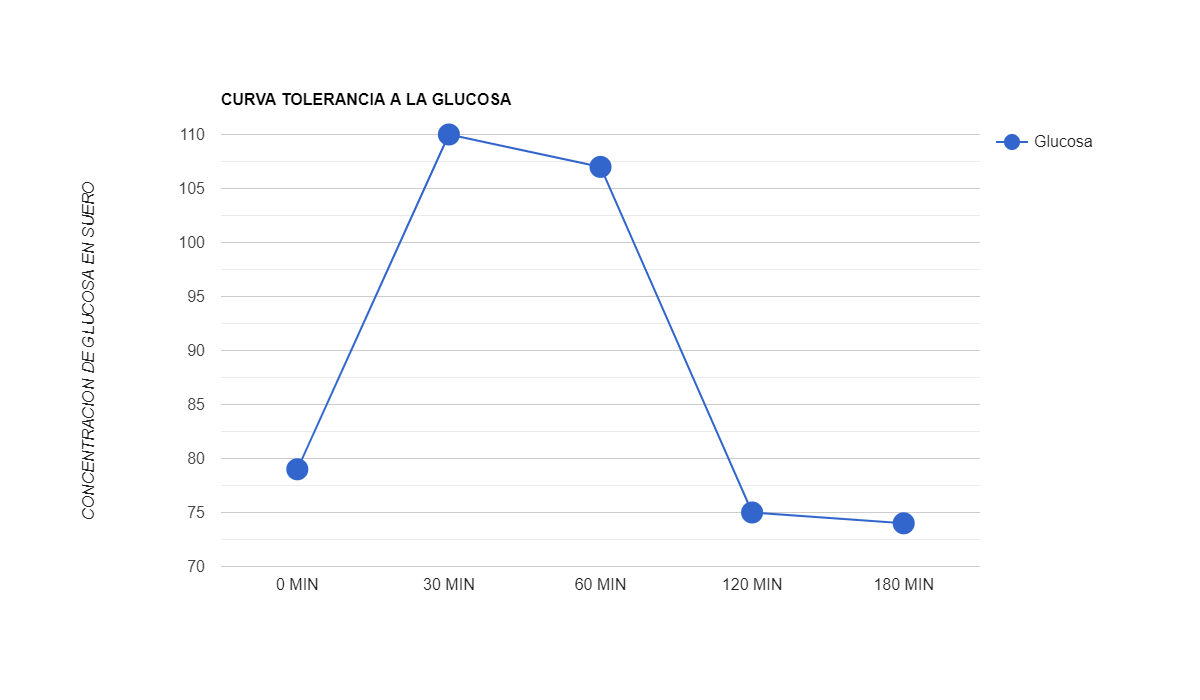 CURVA TOLERANCIA A LA GLUCOSA
Glucosa
CONCENTRACION DE GLUCOSA EN SUERO
110
105
100
95
90
85
80
75
70
0 MIN
30 MIN
60 MIN
120 MIN
180 MIN